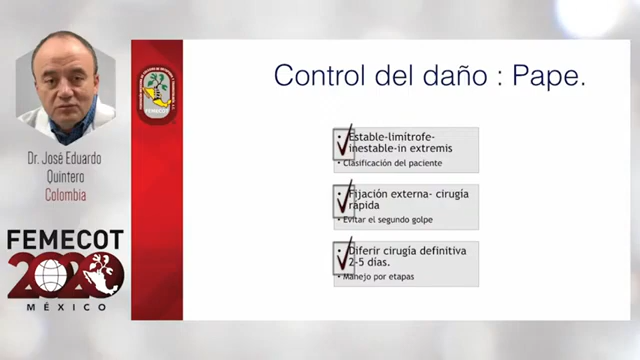 Control del daño : Pape.
• Estable-limítrofe-
inestable-in extremis
• Clasificación del paciente
• Fijación externa- cirugía
rápida
• Evitar el segundo golpe
• Diferir cirugía definitiva
2-5 días.
• Manejo por etapas
Dr. José Eduardo
Quintero
Colombia
FEMECOT
2020
MÉXICO
FEMECOT